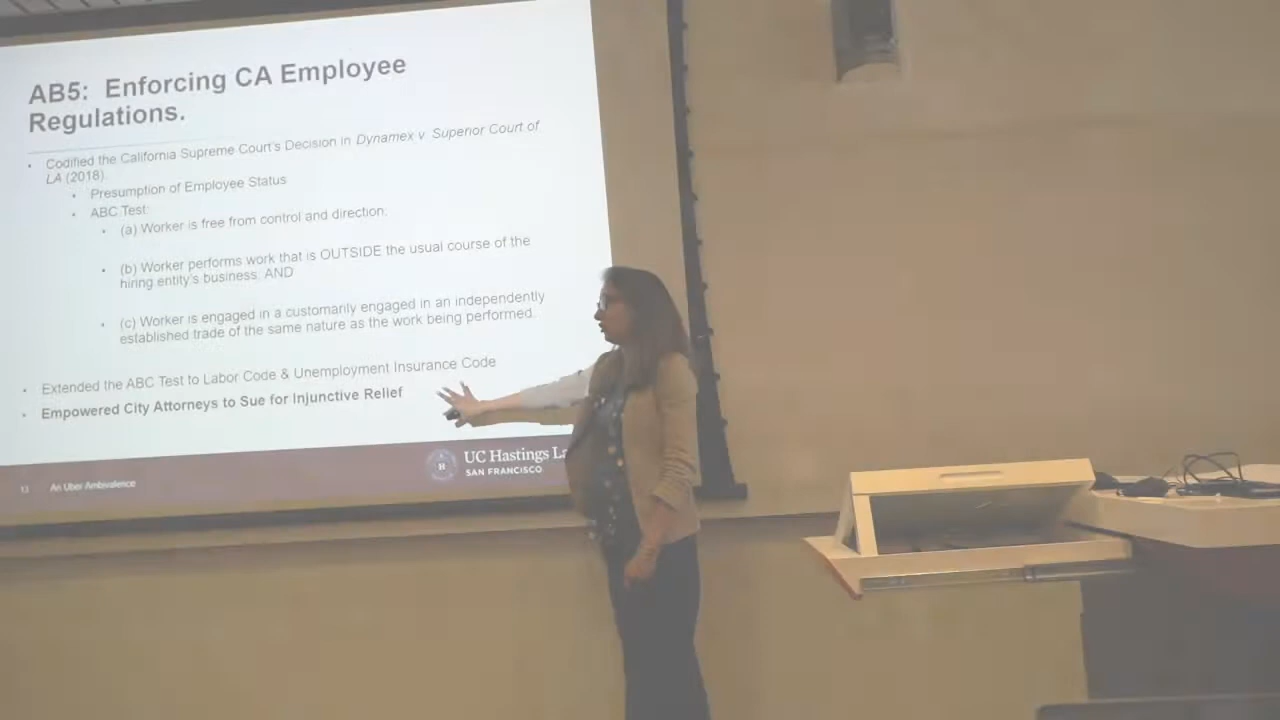 AB5: Enforcing CA Employee
Regulations.
• Codified the California Supreme Court's Decision in Dynamex v Superior Court of
LA (2018).
• Presumption of Employee Status
• ABC Test:
• (a) Worker is free from control and direction;
• (b) Worker performs work that is OUTSIDE the usual course of the
hiring entity's business; AND
• (c) Worker is engaged in a customarily engaged in an independently
established trade of the same nature as the work being performed.
• Extended the ABC Test to Labor Code & Unemployment Insurance Code
• Empowered City Attorneys to Sue for Injunctive Relief
13 An Uber Ambivalence
UC Hastings La
SAN FRANCISCO